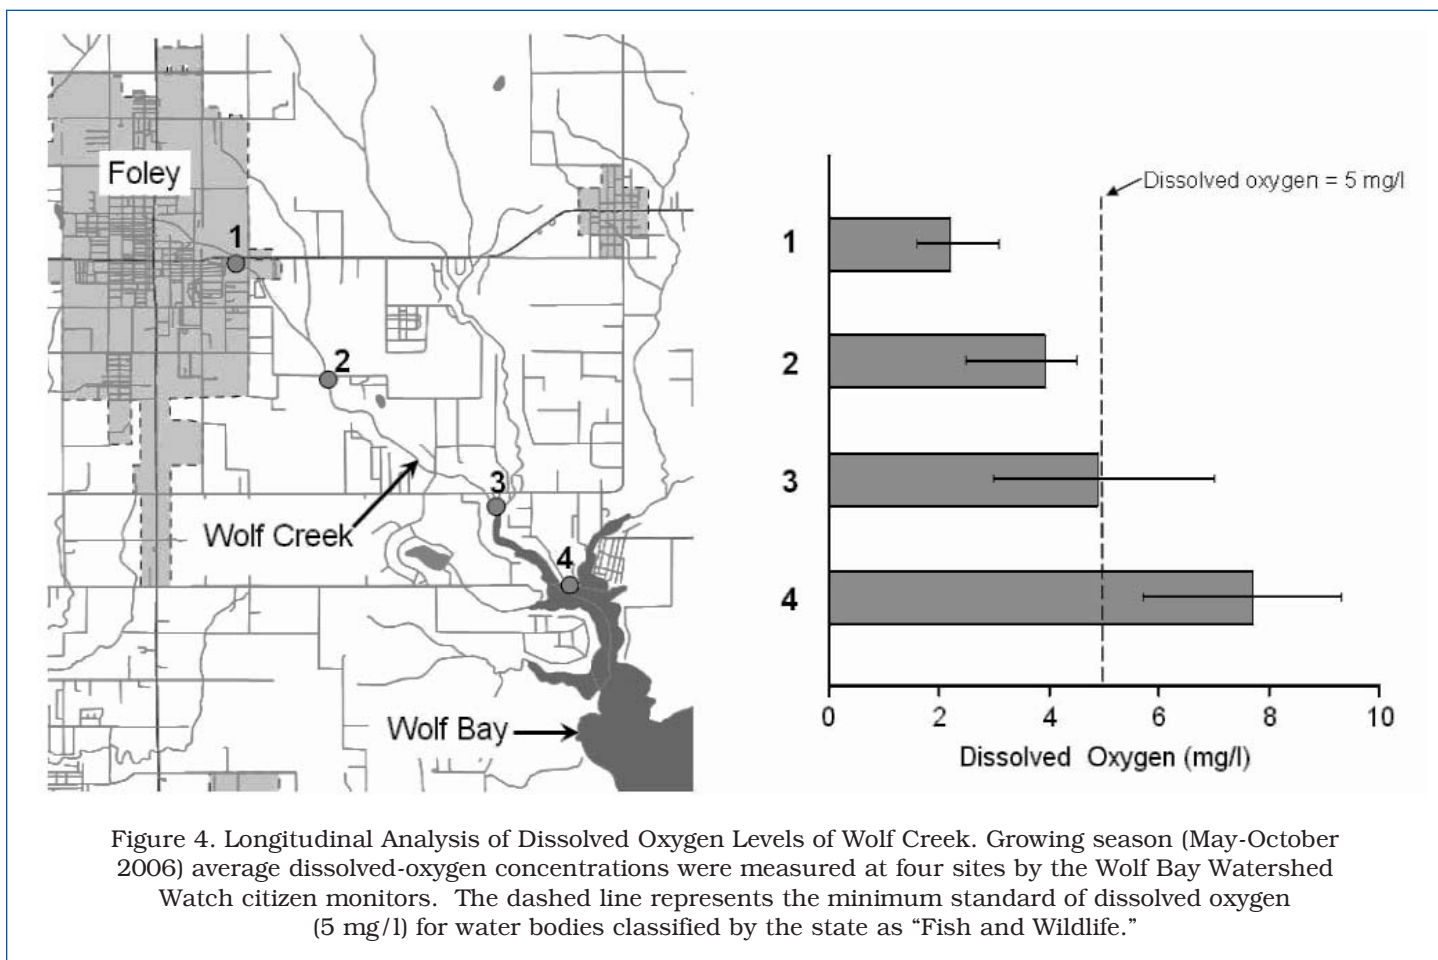 Foley
1
2
3
4
Wolf Creek
Wolf Bay
Dissolved oxygen = 5 mg/l
1
2
3
4
0 2 4 6 8 10
Dissolved Oxygen (mg/l)
Figure 4. Longitudinal Analysis of Dissolved Oxygen Levels of Wolf Creek. Growing season (May-October
2006) average dissolved-oxygen concentrations were measured at four sites by the Wolf Bay Watershed
Watch citizen monitors. The dashed line represents the minimum standard of dissolved oxygen
(5 mg/l) for water bodies classified by the state as “Fish and Wildlife.”